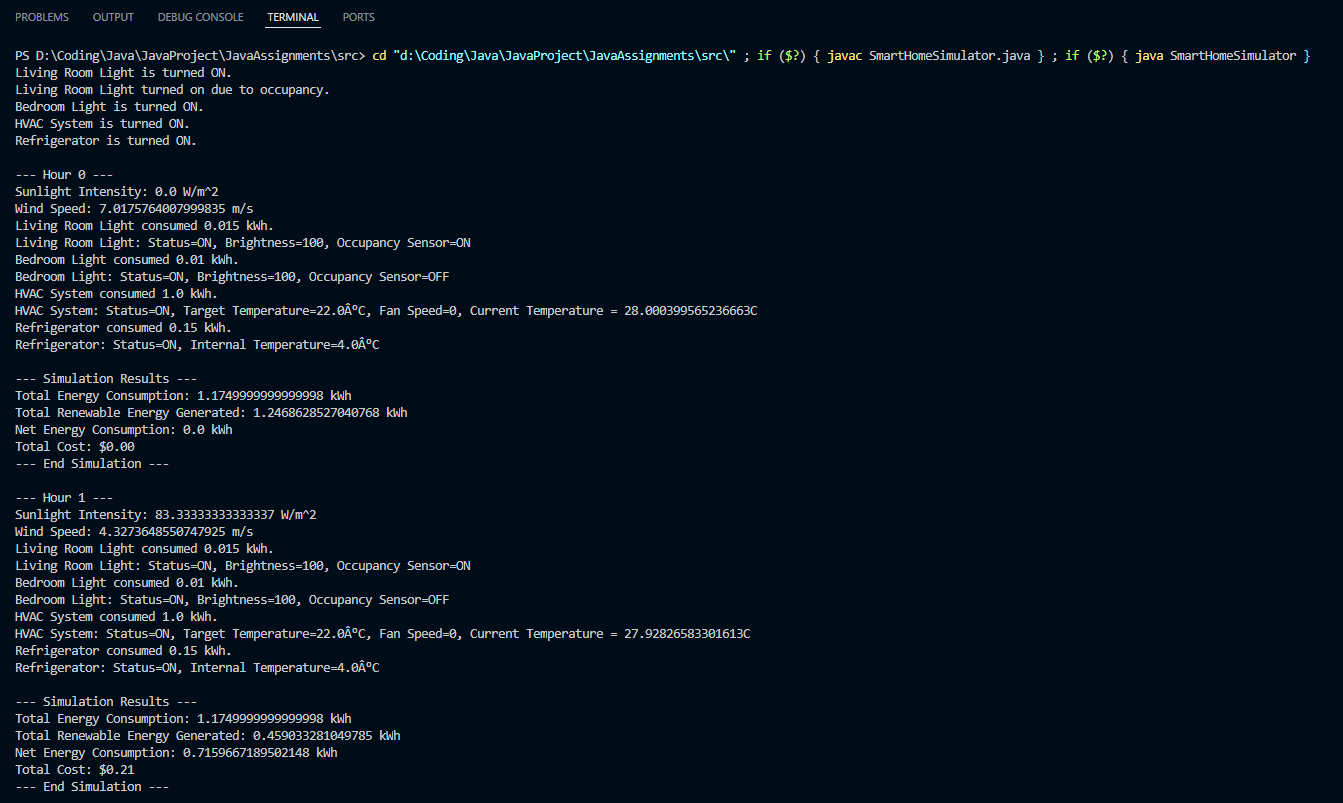 PROBLEMS OUTPUT DEBUG CONSOLE TERMINAL PORTS
PS D:\Coding\Java\JavaProject\JavaAssignments\src> cd "d:\Coding\Java\JavaProject\JavaAssignments\src\" ; if ($?) { javac SmartHomeSimulator.java } ; if ($?) { java SmartHomeSimulator }
Living Room Light is turned ON.
Living Room Light turned on due to occupancy.
Bedroom Light is turned ON.
HVAC System is turned ON.
Refrigerator is turned ON.
--- Hour 0 ---
Sunlight Intensity: 0.0 W/m^2
Wind Speed: 7.0175764007999835 m/s
Living Room Light consumed 0.015 kWh.
Living Room Light: Status=ON, Brightness=100, Occupancy Sensor=ON
Bedroom Light consumed 0.01 kWh.
Bedroom Light: Status=ON, Brightness=100, Occupancy Sensor=OFF
HVAC System consumed 1.0 kWh.
HVAC System: Status=ON, Target Temperature=22.0ÂºC, Fan Speed=0, Current Temperature = 28.000399565236663C
Refrigerator consumed 0.15 kWh.
Refrigerator: Status=ON, Internal Temperature=4.0ÂºC
--- Simulation Results ---
Total Energy Consumption: 1.1749999999999998 kWh
Total Renewable Energy Generated: 1.2468628527040768 kWh
Net Energy Consumption: 0.0 kWh
Total Cost: $0.00
--- End Simulation ---
--- Hour 1 ---
Sunlight Intensity: 83.33333333333337 W/m^2
Wind Speed: 4.3273648550747925 m/s
Living Room Light consumed 0.015 kWh.
Living Room Light: Status=ON, Brightness=100, Occupancy Sensor=ON
Bedroom Light consumed 0.01 kWh.
Bedroom Light: Status=ON, Brightness=100, Occupancy Sensor=OFF
HVAC System consumed 1.0 kWh.
HVAC System: Status=ON, Target Temperature=22.0ÂºC, Fan Speed=0, Current Temperature = 27.92826583301613C
Refrigerator consumed 0.15 kWh.
Refrigerator: Status=ON, Internal Temperature=4.0ÂºC
--- Simulation Results ---
Total Energy Consumption: 1.1749999999999998 kWh
Total Renewable Energy Generated: 0.459033281049785 kWh
Net Energy Consumption: 0.7159667189502148 kWh
Total Cost: $0.21
--- End Simulation ---